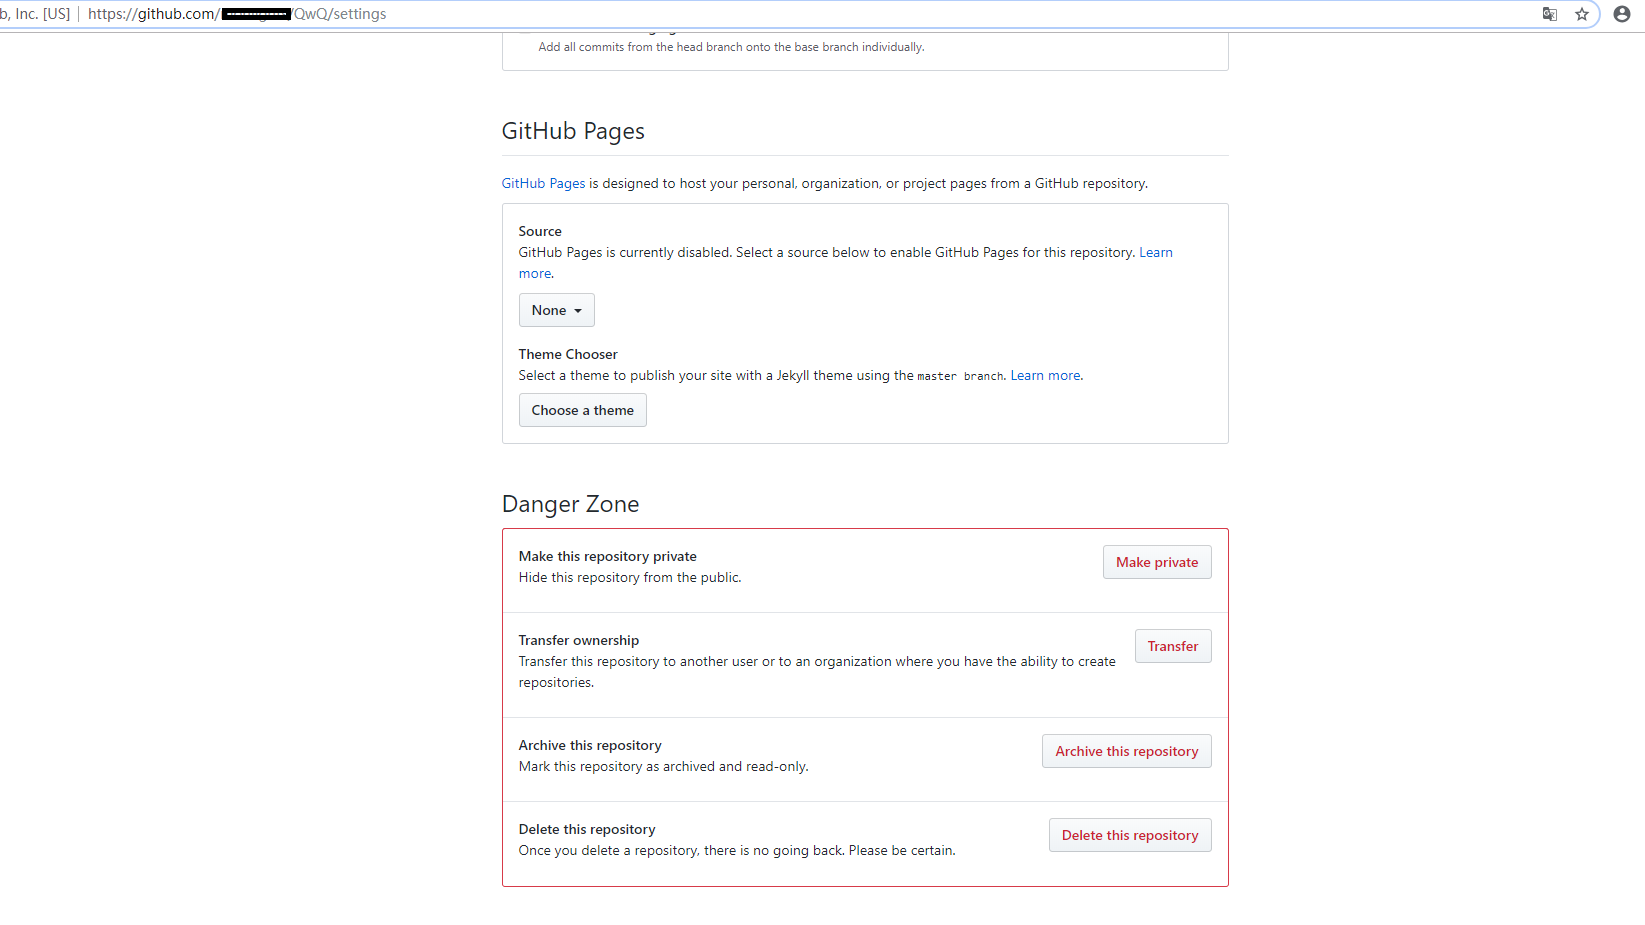 b, Inc. [US] https://github.com/ /QwQ/settings
Add all commits from the head branch onto the base branch individually.
GitHub Pages
GitHub Pages is designed to host your personal, organization, or project pages from a GitHub repository.
Source
GitHub Pages is currently disabled. Select a source below to enable GitHub Pages for this repository. Learn
more.
None
Theme Chooser
Select a theme to publish your site with a Jekyll theme using the master branch. Learn more.
Choose a theme
Danger Zone
Make this repository private
Hide this repository from the public.
Make private
Transfer ownership
Transfer this repository to another user or to an organization where you have the ability to create
repositories.
Transfer
Archive this repository
Mark this repository as archived and read-only.
Archive this repository
Delete this repository
Once you delete a repository, there is no going back. Please be certain.
Delete this repository